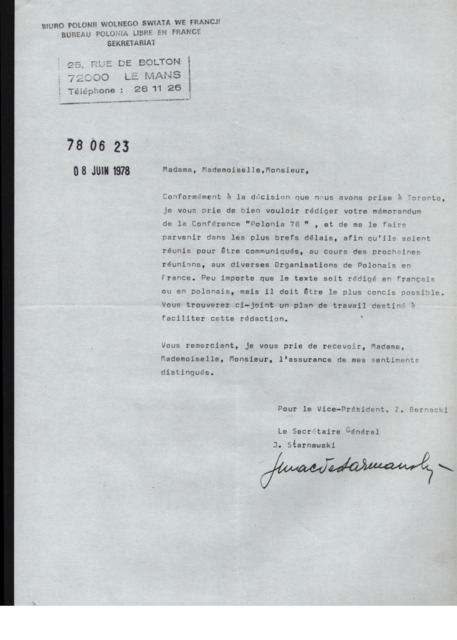 BIURO POLONII WOLNEGO SWIATA WE FRANCJI
BUREAU POLONIA LIBRE EN FRANCE
SEKRETARIAT
25, RUE DE BOLTON
72000 LE MANS
Téléphone : 28 11 26
78 06 23
08 JUIN 1978
Madame, Mademoiselle,Monsieur,
Conformément à la décision que nous avons prise à Toronto,
je vous prie de bien vouloir rédiger votre mémorandum
de la Conférence "Polonia 78 " , et de me le faire
parvenir dans les plus brefs délais, afin qu'ils soient
réunis pour être communiqués, au cours des prochaines
réunions, aux diverses Organisations de Polonais en
France. Peu importe que le texte soit rédigé en français
ou en polonais, mais il doit être le plus concis possible.
Vous trouverez ci-joint un plan de travail destiné à
faciliter cette rédaction.
Vous remerciant, je vous prie de recevoir, Madame,
Mademoiselle, Monsieur, l'assurance de mes sentiments
distingués.
Pour le Vice-Président. Z. Bernacki
Le Secrétaire Général
J. Starnawski